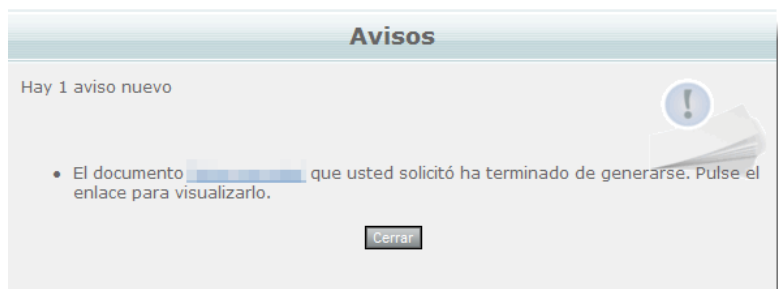 Avisos
Hay 1 aviso nuevo
• El documento que usted solicitó ha terminado de generarse. Pulse el
enlace para visualizarlo.
Cerrar